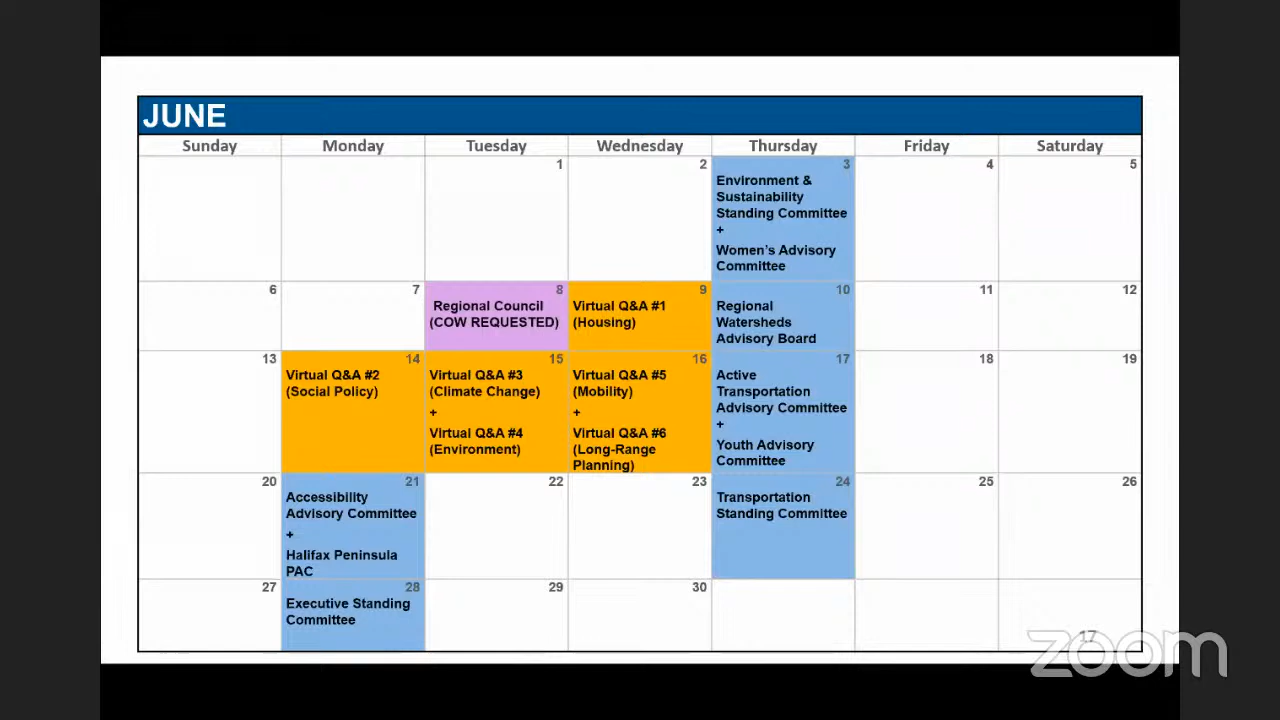 JUNE
Sunday Monday Tuesday Wednesday Thursday Friday Saturday
1 2 3 4 5
Environment &
Sustainability
Standing Committee
+
Women's Advisory
Committee
6 7 8 9 10 11 12
Regional Council
(COW REQUESTED)
Virtual Q&A #1
(Housing)
Regional
Watersheds
Advisory Board
13 14 15 16 17 18 19
Virtual Q&A #2
(Social Policy)
Virtual Q&A #3
(Climate Change)
+
Virtual Q&A #4
(Environment)
Virtual Q&A #5
(Mobility)
+
Virtual Q&A #6
(Long-Range
Planning)
Active
Transportation
Advisory Committee
+
Youth Advisory
Committee
20 21 22 23 24 25 26
Accessibility
Advisory Committee
+
Halifax Peninsula
PAC
Transportation
Standing Committee
27 28 29 30
Executive Standing
Committee
17
zoom